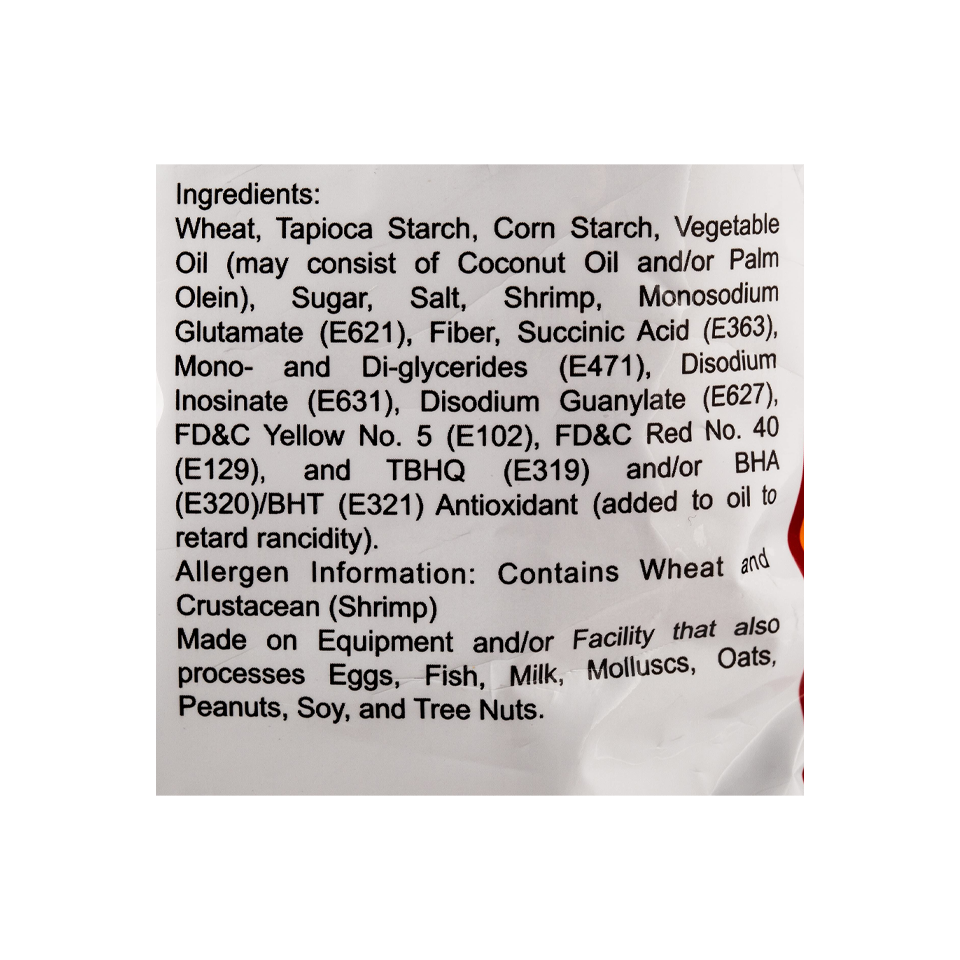 Ingredients:
Wheat, Tapioca Starch, Corn Starch, Vegetable
Oil (may consist of Coconut Oil and/or Palm
Olein), Sugar, Salt, Shrimp, Monosodium
Glutamate (E621), Fiber, Succinic Acid (E363),
Mono- and Di-glycerides (E471), Disodium
Inosinate (E631), Disodium Guanylate (E627),
FD&C Yellow No. 5 (E102), FD&C Red No. 40
(E129), and TBHQ (E319) and/or BHA
(E320)/BHT (E321) Antioxidant (added to oil to
retard rancidity).
Allergen Information: Contains Wheat and
Crustacean (Shrimp)
Made on Equipment and/or Facility that also
processes Eggs, Fish, Milk, Molluscs, Oats,
Peanuts, Soy, and Tree Nuts.